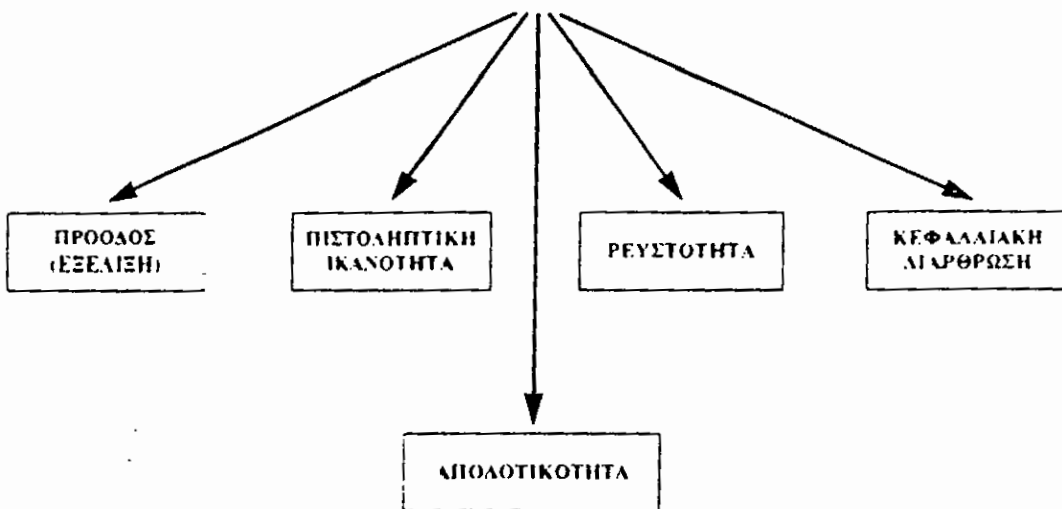 ΠΡΟΟΔΟΣ
(ΕΞΕΛΙΞΗ)
ΠΙΣΤΟΛΗΠΤΙΚΗ
ΙΚΑΝΟΤΗΤΑ
ΡΕΥΣΤΟΤΗΤΑ
ΚΕΦΑΛΑΙΑΚΗ
ΔΙΑΡΘΡΩΣΗ
ΑΠΟΔΟΤΙΚΟΤΗΤΑ